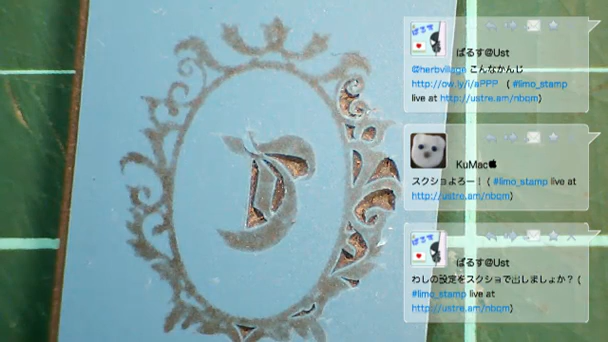 D
ぱるす@Ust
@herbvillage こんなかんじ
http://ow.ly/i/aPPP ( #limo_stamp
live at http://ustre.am/nbqm)
KuMac
スクショよろー！ ( #limo_stamp live at
http://ustre.am/nbqm)
ぱるす@Ust
わしの設定をスクショで出しましょか？ (
#limo_stamp live at
http://ustre.am/nbqm)